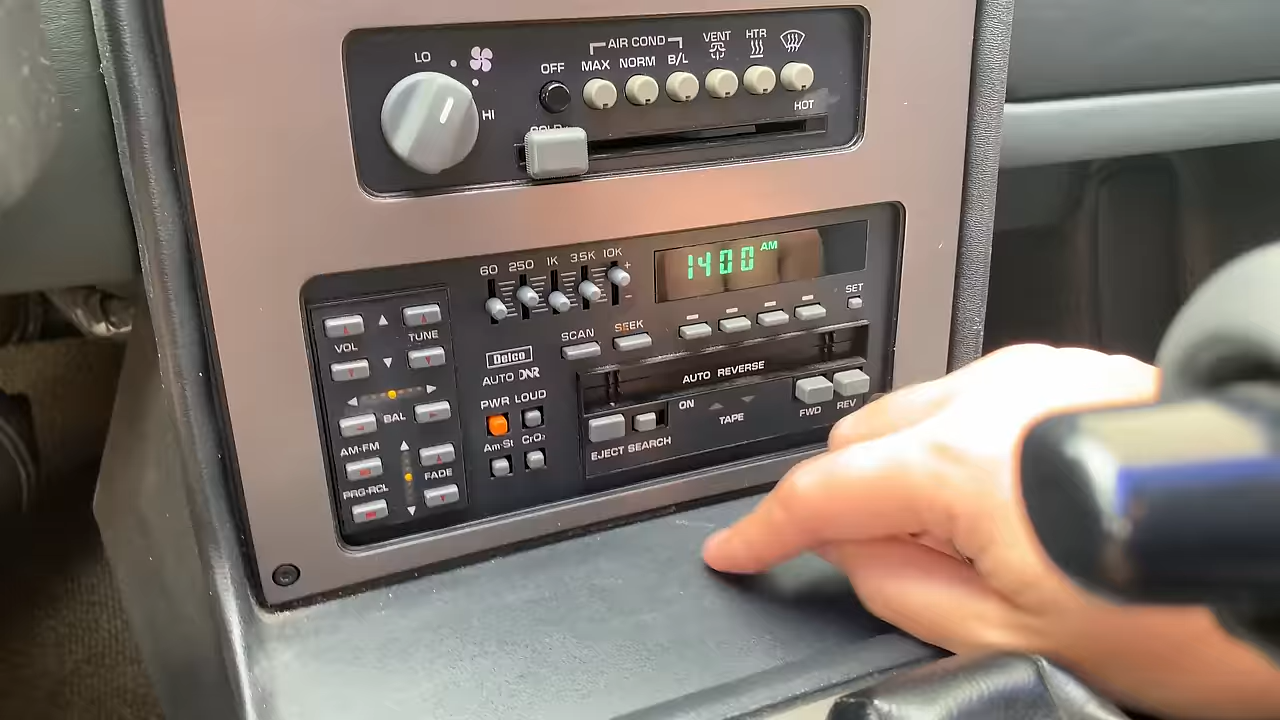 LO
HI
OFF
AIR COND
MAX NORM B/L
VENT
HTR
HOT
60 250 1K 3.5K 10K
+
-
1400 AM
SET
VOL
TUNE
SCAN
SEEK
Delco
AUTO DNR
AUTO REVERSE
BAL
PWR LOUD
ON
TAPE
FWD REV
AM-FM
Am·St CrO₂
EJECT SEARCH
FADE
PRG-RCL